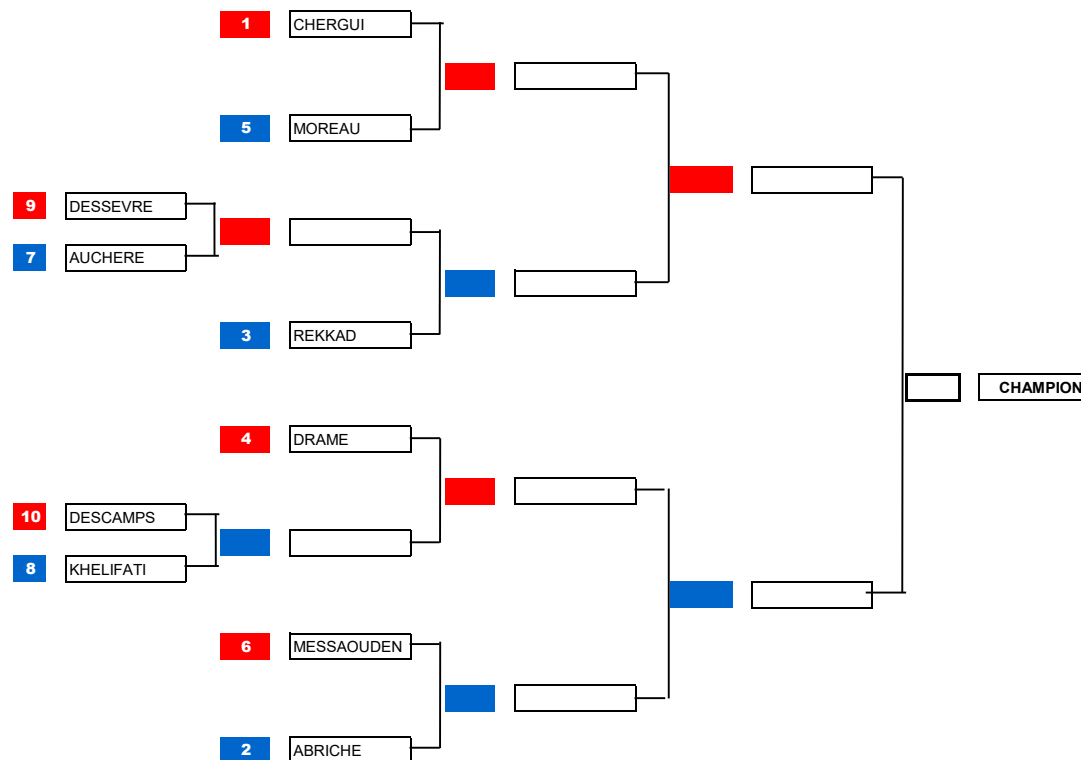 1 CHERGUI
5 MOREAU
9 DESSEVRE
7 AUCHERE
3 REKKAD
CHAMPION
4 DRAME
10 DESCAMPS
8 KHELIFATI
6 MESSAOUDEN
2 ABRICHE